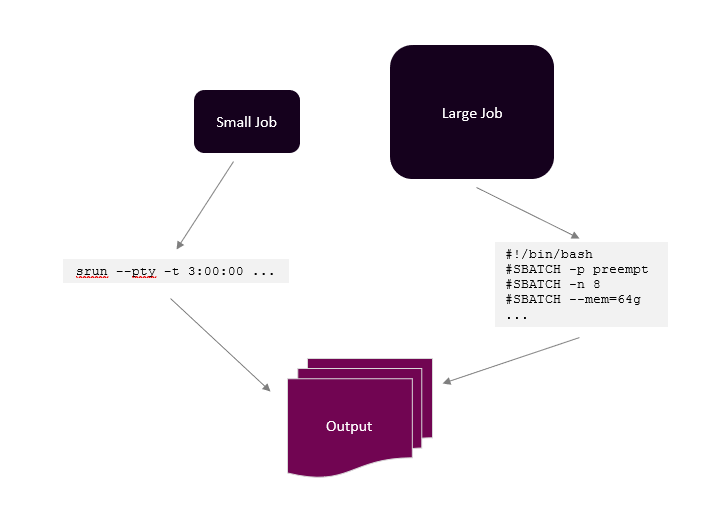 Small Job
Large Job
srun --pty -t 3:00:00 ...
#!/bin/bash
#SBATCH -p preempt
#SBATCH -n 8
#SBATCH --mem=64g
...
Output